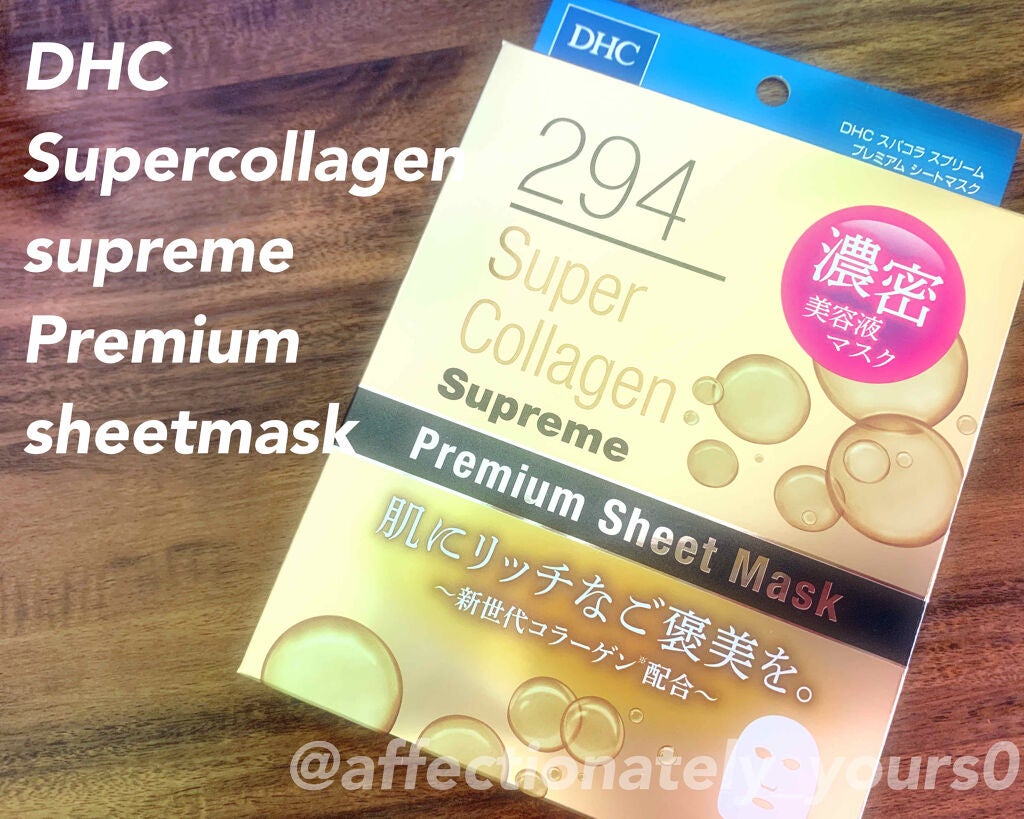 DHC
Supercollagen
supreme
Premium
sheetmask
DHC
DHC スパコラ スプリーム
プレミアム シートマスク
294
Super
Collagen
Supreme
濃密
美容液
マスク
Premium Sheet Mask
肌にリッチなご褒美を。
～新世代コラーゲン※配合～
@affectionately_yours0